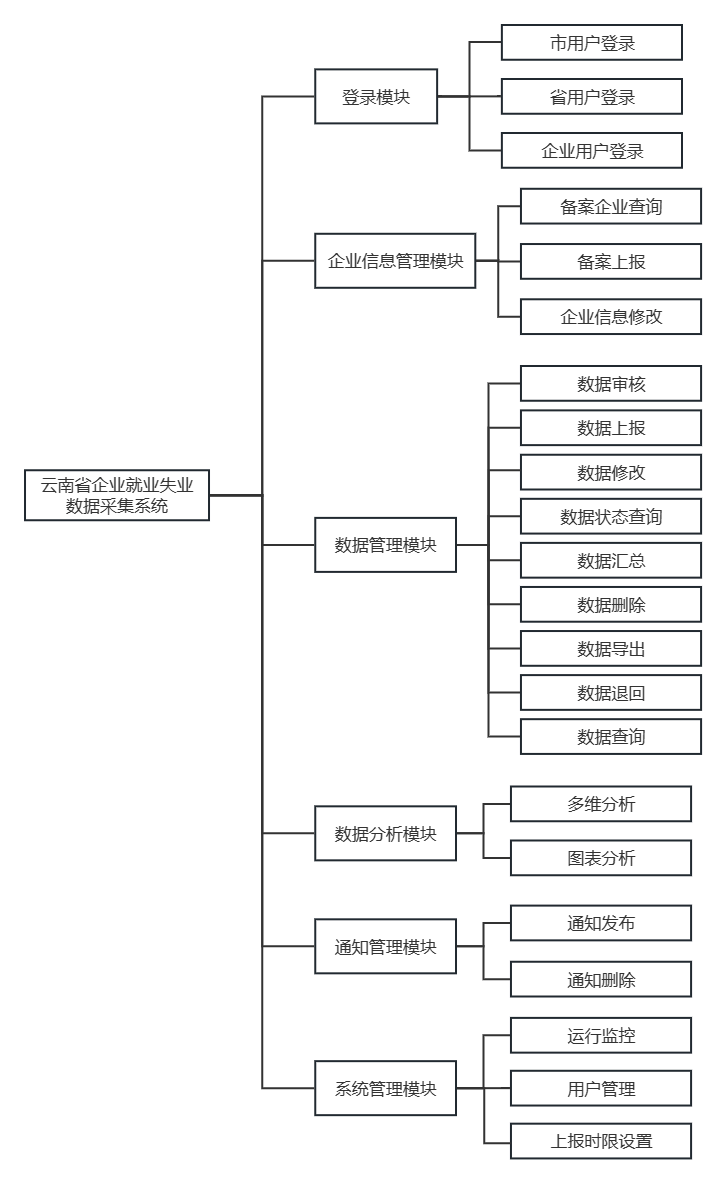 云南省企业就业失业
数据采集系统
登录模块
市用户登录
省用户登录
企业用户登录
企业信息管理模块
备案企业查询
备案上报
企业信息修改
数据管理模块
数据审核
数据上报
数据修改
数据状态查询
数据汇总
数据删除
数据导出
数据退回
数据查询
数据分析模块
多维分析
图表分析
通知管理模块
通知发布
通知删除
系统管理模块
运行监控
用户管理
上报时限设置